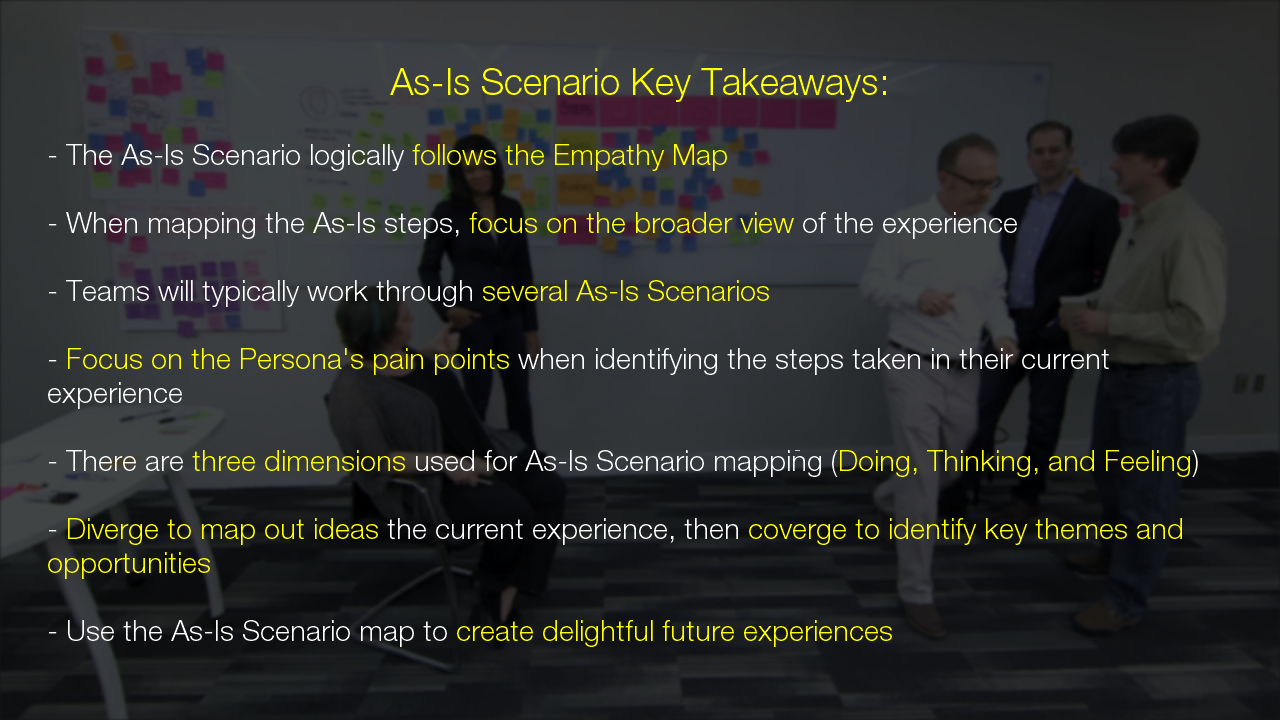 As-Is Scenario Key Takeaways:
- The As-Is Scenario logically follows the Empathy Map
- When mapping the As-Is steps, focus on the broader view of the experience
- Teams will typically work through several As-Is Scenarios
- Focus on the Persona's pain points when identifying the steps taken in their current
experience
- There are three dimensions used for As-Is Scenario mapping (Doing, Thinking, and Feeling)
- Diverge to map out ideas the current experience, then coverge to identify key themes and
opportunities
- Use the As-Is Scenario map to create delightful future experiences